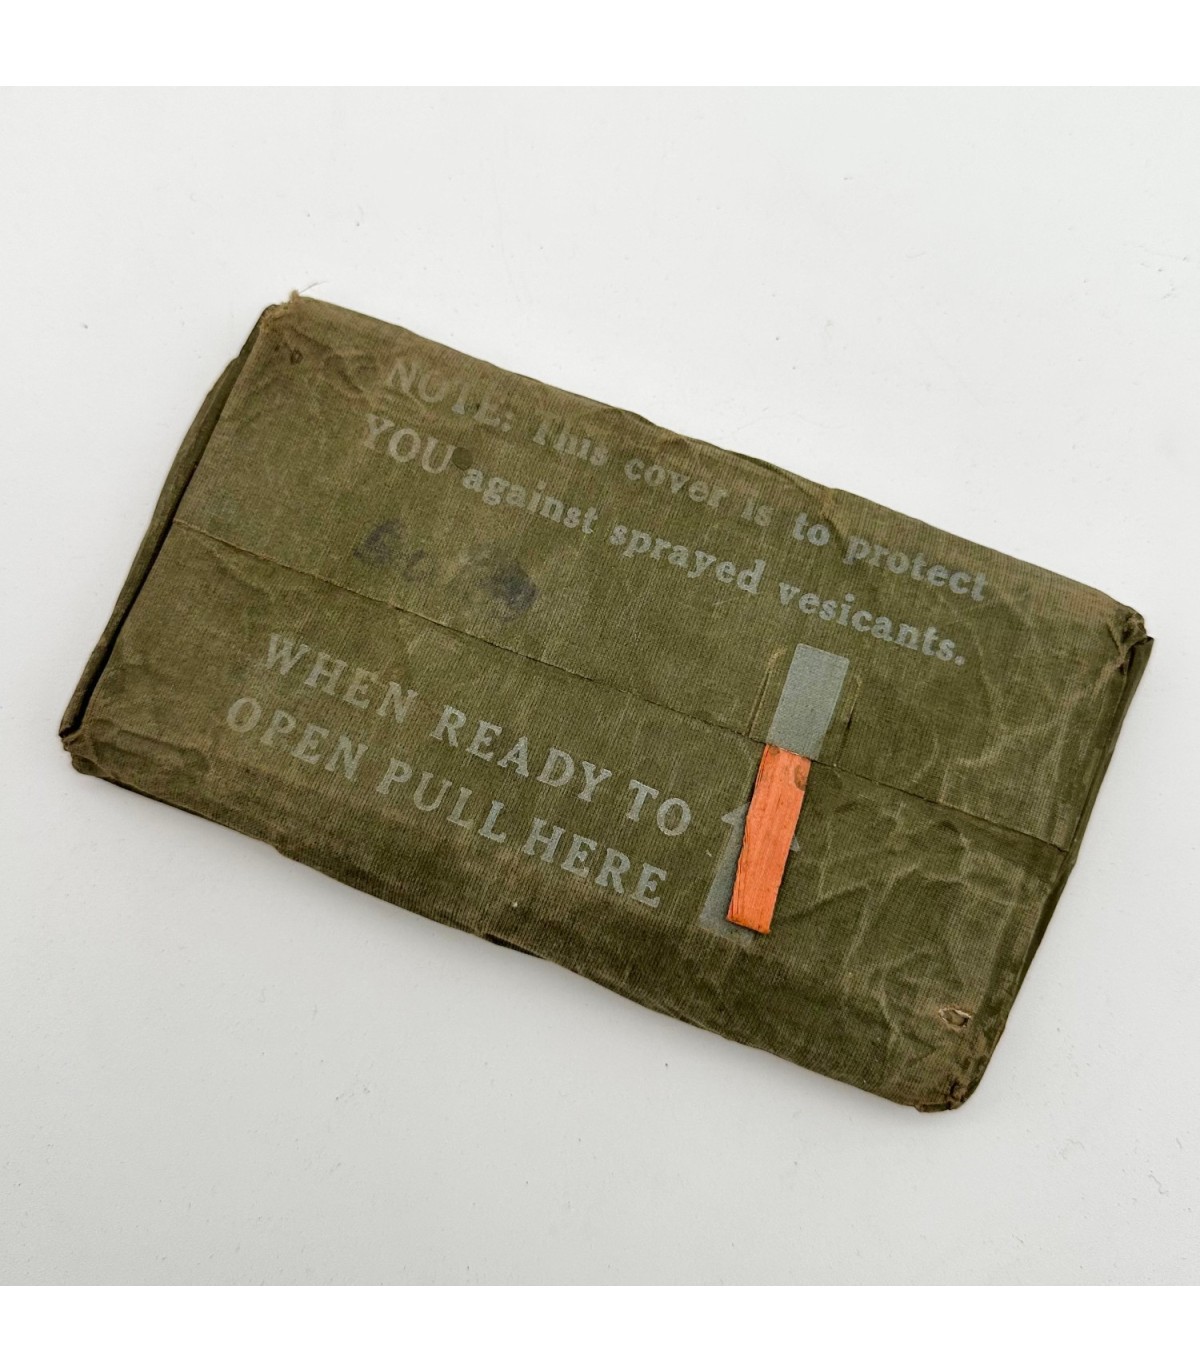 NOTE: This cover is to protect
YOU against sprayed vesicants.
WHEN READY TO
OPEN PULL HERE